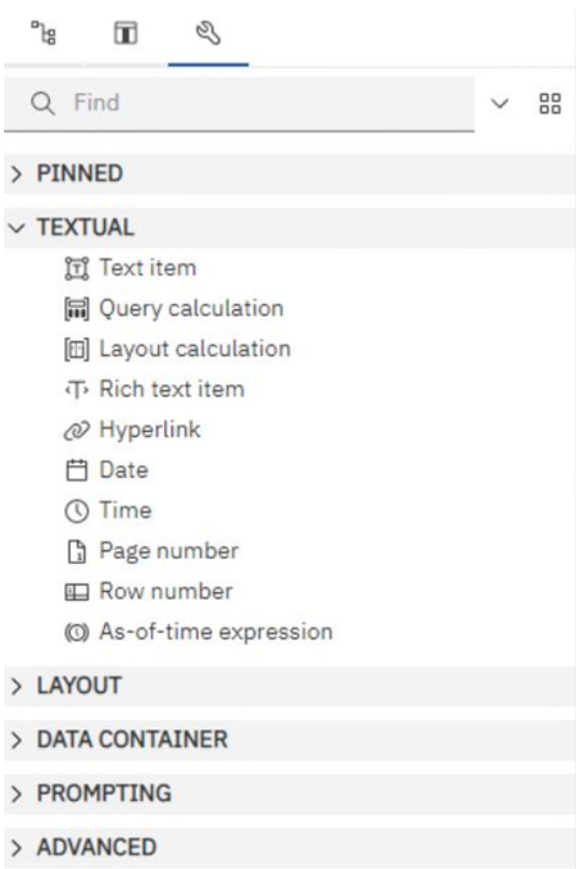 Find
PINNED
TEXTUAL
Text item
Query calculation
Layout calculation
Rich text item
Hyperlink
Date
Time
Page number
Row number
As-of-time expression
LAYOUT
DATA CONTAINER
PROMPTING
ADVANCED